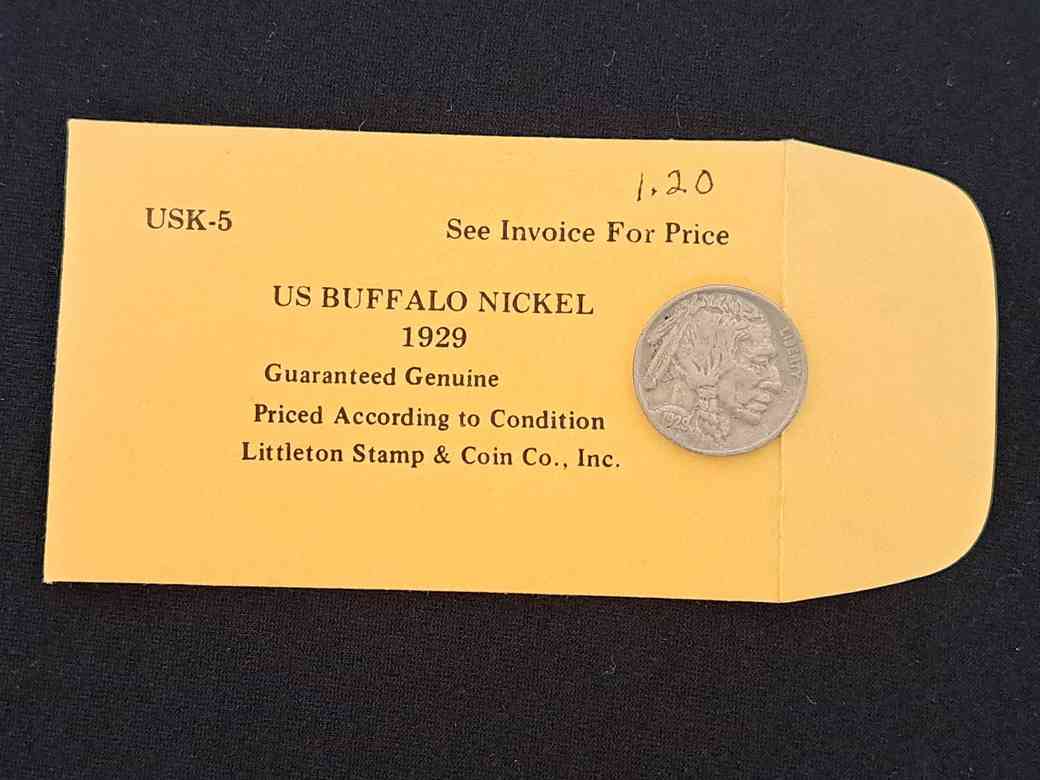 1.20
USK-5
See Invoice For Price
US BUFFALO NICKEL
1929
Guaranteed Genuine
Priced According to Condition
Littleton Stamp & Coin Co., Inc.
LIBERTY
1929